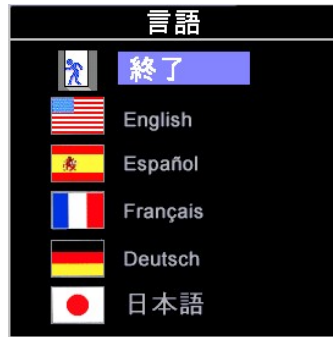 言語
終了
English
Español
Français
Deutsch
日本語